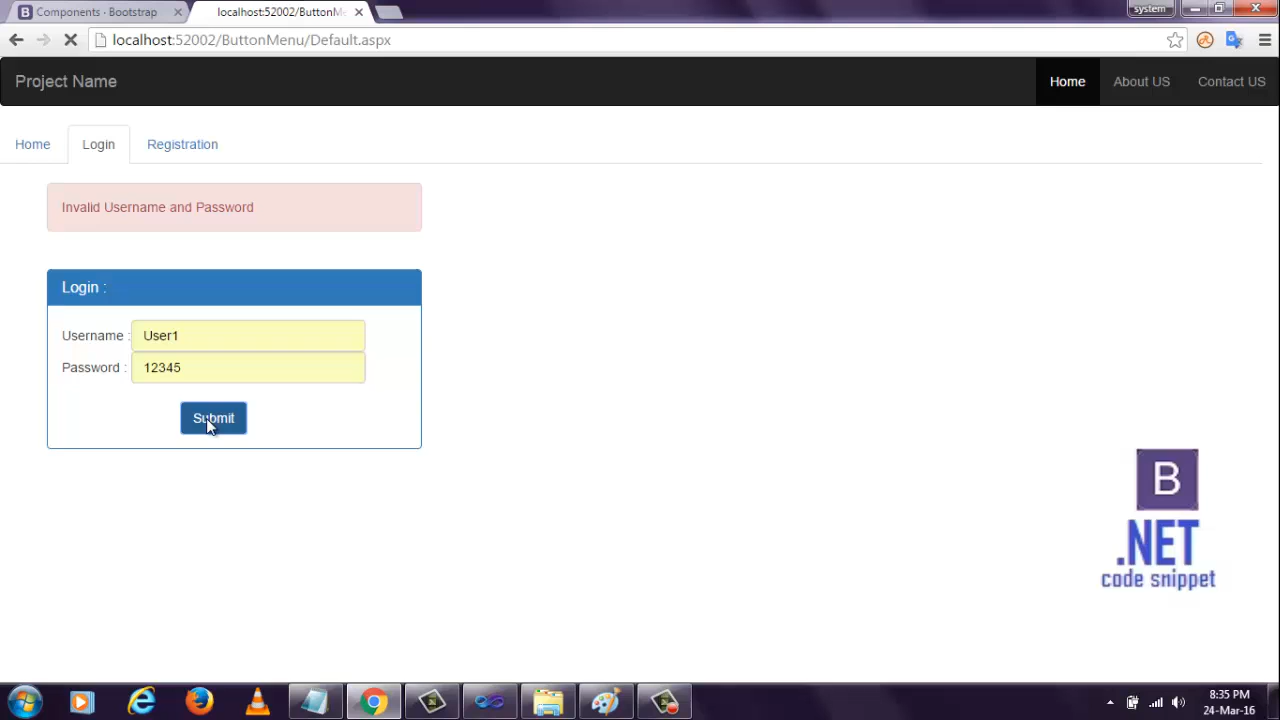 Components · Bootstrap
localhost:52002/ButtonMe
system
localhost:52002/ButtonMenu/Default.aspx
Project Name
Home
About US
Contact US
Home
Login
Registration
Invalid Username and Password
Login :
Username :
User1
Password :
12345
Submit
B
.NET
code snippet
8:35 PM
24-Mar-16